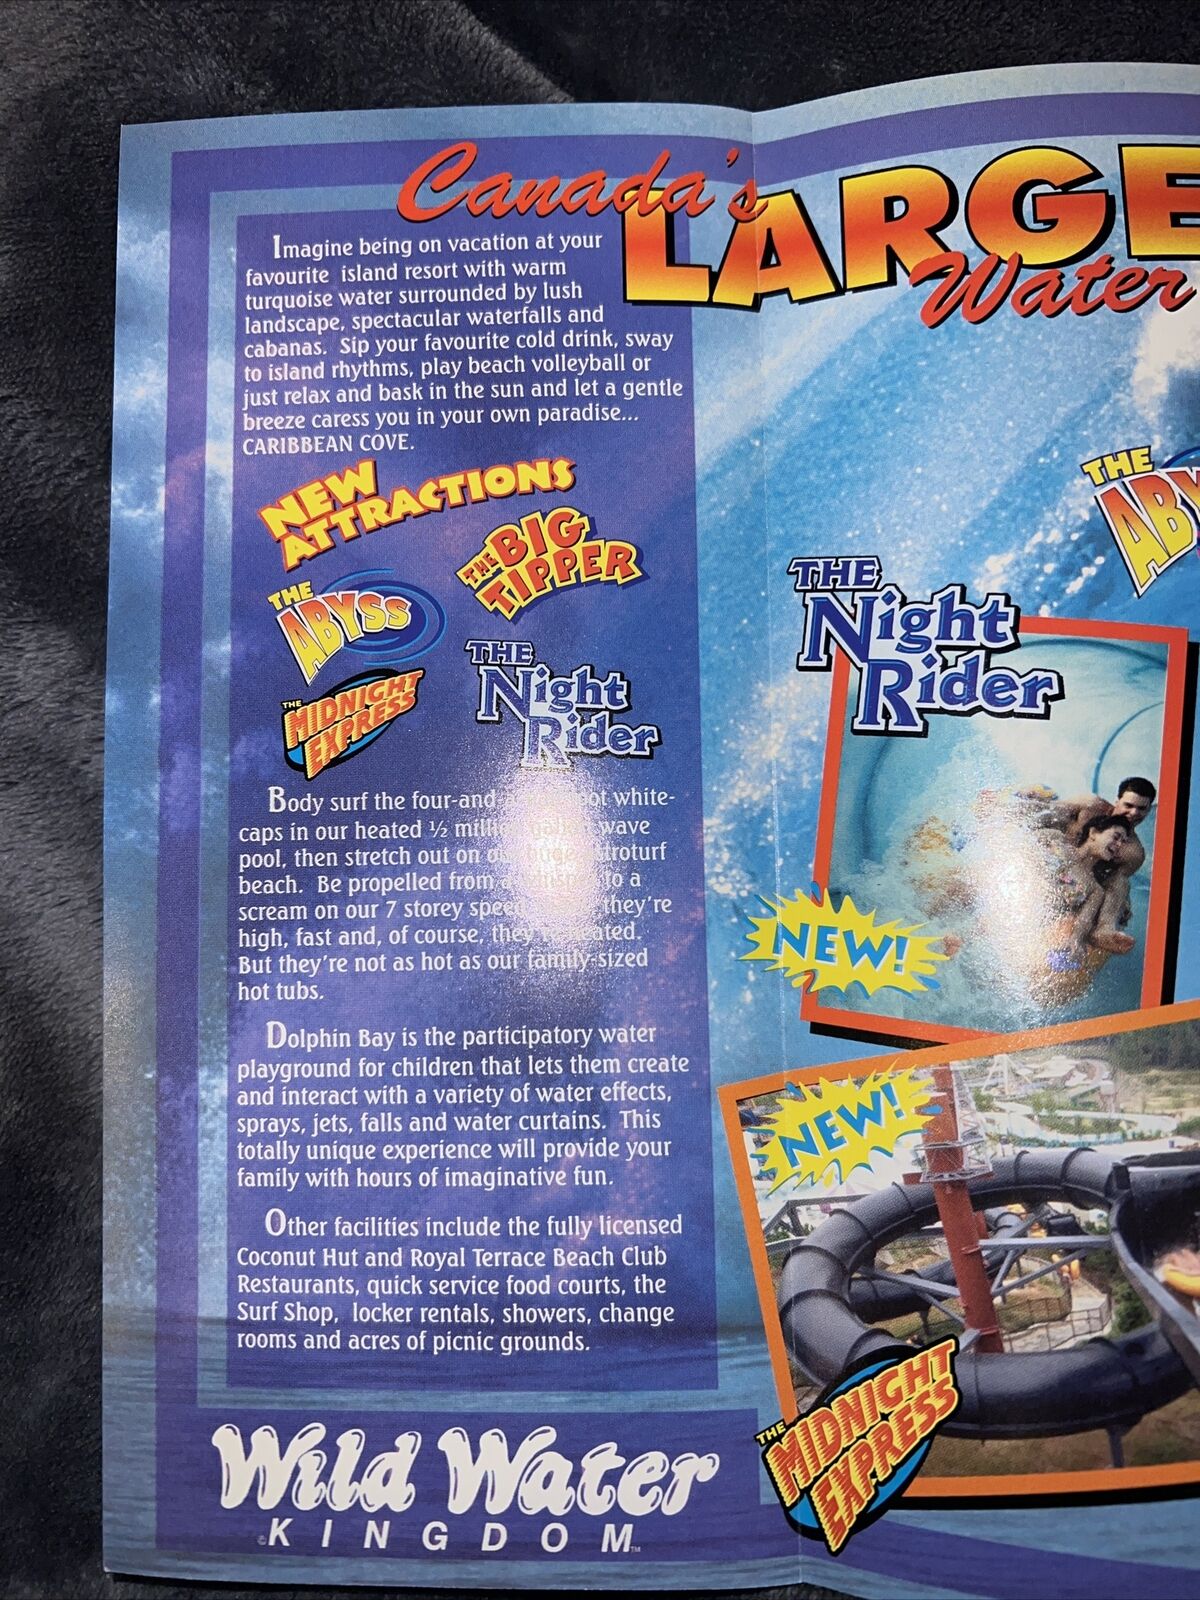 Canada's
LARGE
Water
Imagine being on vacation at your
favourite island resort with warm
turquoise water surrounded by lush
landscape, spectacular waterfalls and
cabanas. Sip your favourite cold drink, sway
to island rhythms, play beach volleyball or
just relax and bask in the sun and let a gentle
breeze caress you in your own paradise...
CARIBBEAN COVE.
NEW
ATTRACTIONS
THE BIG
TIPPER
THE
ABYSS
THE
MIDNIGHT
EXPRESS
THE
Night
Rider
Body surf the four-and white-
caps in our heated ½ million gallon wave
pool, then stretch out on our huge astroturf
beach. Be propelled from a to a
scream on our 7 storey speed they're
high, fast and, of course, they're heated.
But they're not as hot as our family-sized
hot tubs.
Dolphin Bay is the participatory water
playground for children that lets them create
and interact with a variety of water effects,
sprays, jets, falls and water curtains. This
totally unique experience will provide your
family with hours of imaginative fun.
Other facilities include the fully licensed
Coconut Hut and Royal Terrace Beach Club
Restaurants, quick service food courts, the
Surf Shop, locker rentals, showers, change
rooms and acres of picnic grounds.
Wild Water
©KINGDOM™
THE
ABY
THE
Night
Rider
NEW!
NEW!
THE
MIDNIGHT
EXPRESS